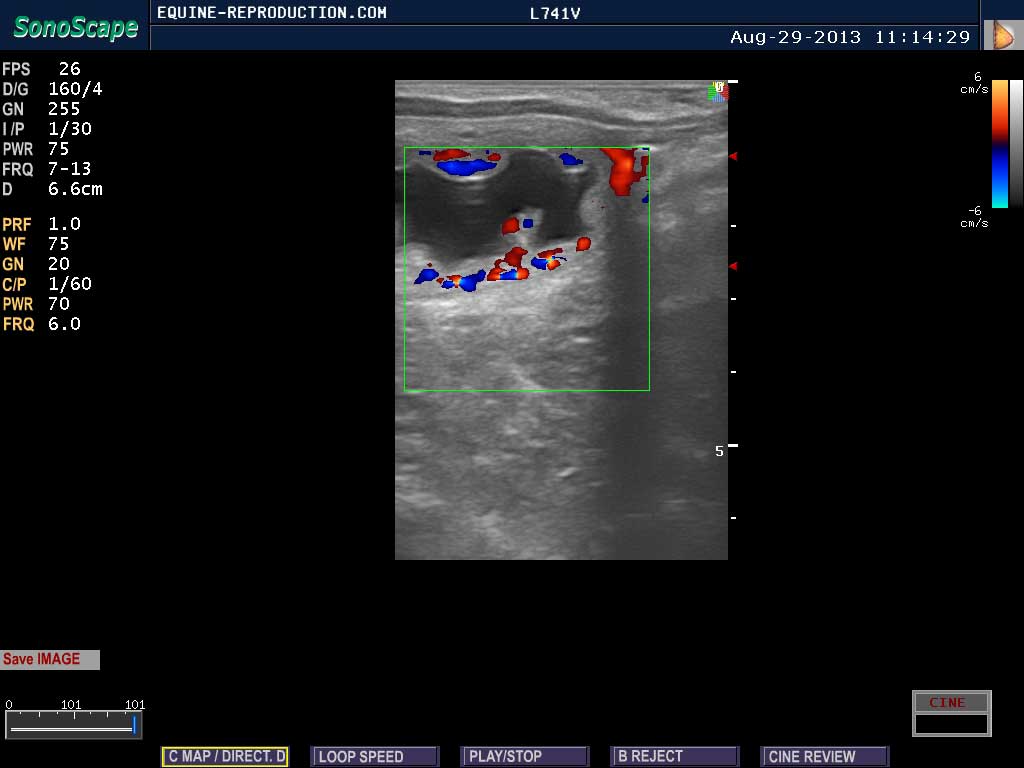 SonoScape
EQUINE-REPRODUCTION.COM
L741V
Aug-29-2013 11:14:29
FPS 26
D/G 160/4
GN 255
I/P 1/30
PWR 75
FRQ 7-13
D 6.6cm
PRF 1.0
WF 75
GN 20
C/P 1/60
PWR 70
FRQ 6.0
6
cm/s
-6
cm/s
5
Save IMAGE
0 101 101
CINE
C MAP / DIRECT. D
LOOP SPEED
PLAY/STOP
B REJECT
CINE REVIEW